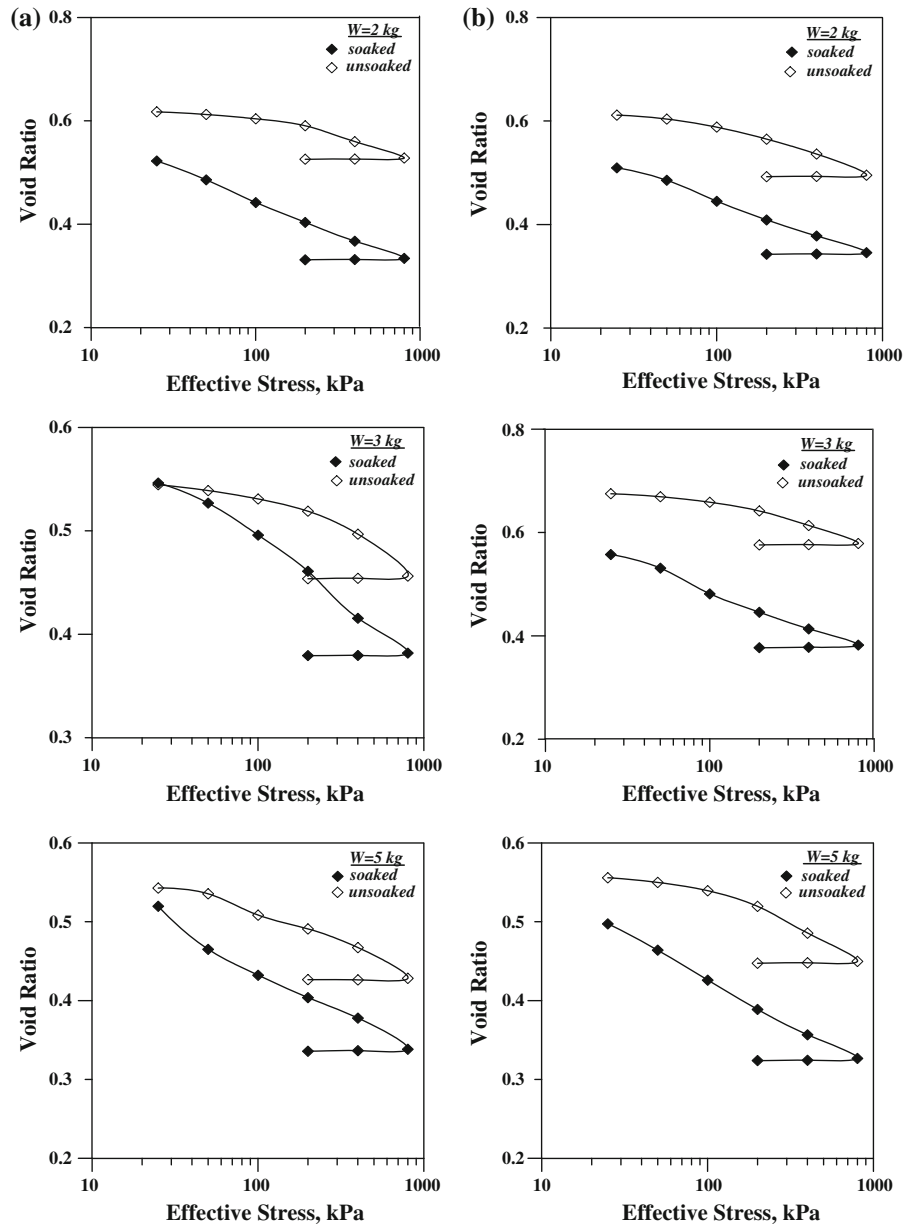 (a)
0.8
0.6
0.4
0.2
Void Ratio
W=2 kg
soaked
unsoaked
10
100
1000
Effective Stress, kPa
(b)
0.8
0.6
0.4
0.2
Void Ratio
W=2 kg
soaked
unsoaked
10
100
1000
Effective Stress, kPa
0.6
0.5
0.4
0.3
Void Ratio
W=3 kg
soaked
unsoaked
10
100
1000
Effective Stress, kPa
0.8
0.6
0.4
0.2
Void Ratio
W=3 kg
soaked
unsoaked
10
100
1000
Effective Stress, kPa
0.6
0.5
0.4
0.3
0.2
Void Ratio
W=5 kg
soaked
unsoaked
10
100
1000
Effective Stress, kPa
0.6
0.5
0.4
0.3
0.2
Void Ratio
W=5 kg
soaked
unsoaked
10
100
1000
Effective Stress, kPa